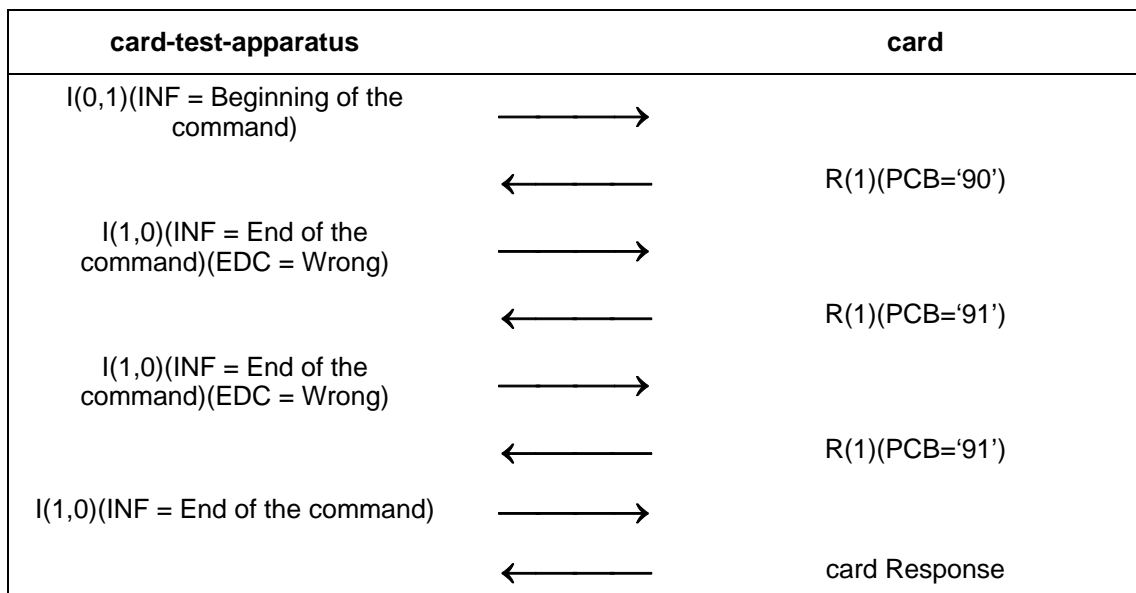 card-test-apparatus card
I(0,1)(INF = Beginning of the
command)
R(1)(PCB=‘90’)
I(1,0)(INF = End of the
command)(EDC = Wrong)
R(1)(PCB=‘91’)
I(1,0)(INF = End of the
command)(EDC = Wrong)
R(1)(PCB=‘91’)
I(1,0)(INF = End of the command)
card Response